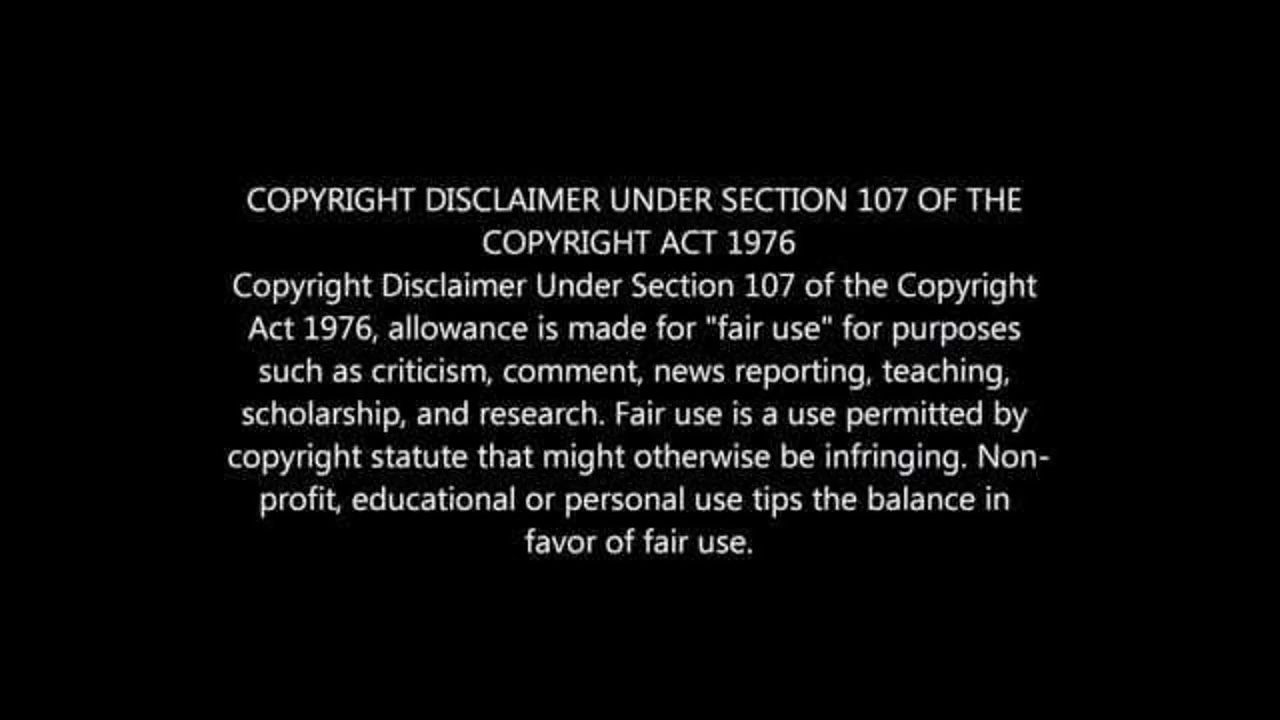 COPYRIGHT DISCLAIMER UNDER SECTION 107 OF THE
COPYRIGHT ACT 1976
Copyright Disclaimer Under Section 107 of the Copyright
Act 1976, allowance is made for "fair use" for purposes
such as criticism, comment, news reporting, teaching,
scholarship, and research. Fair use is a use permitted by
copyright statute that might otherwise be infringing. Non-
profit, educational or personal use tips the balance in
favor of fair use.